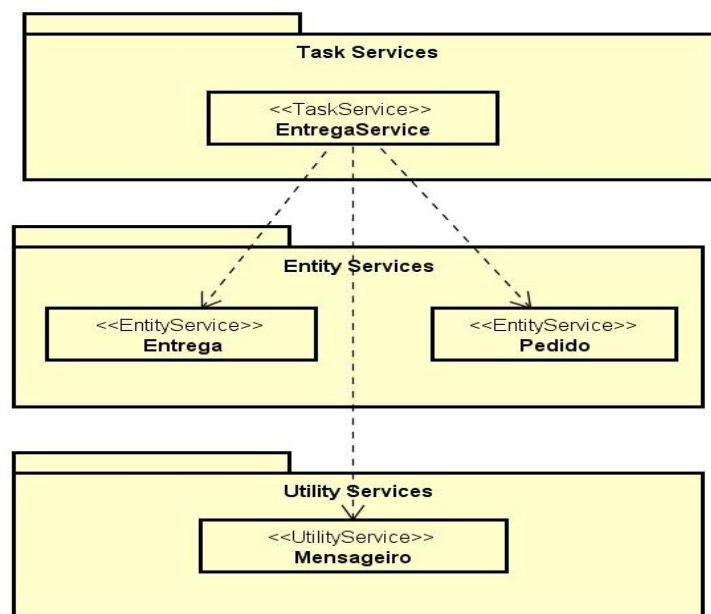 Task Services
<<TaskService>>
EntregaService
Entity Services
<<EntityService>>
Entrega
<<EntityService>>
Pedido
Utility Services
<<UtilityService>>
Mensageiro